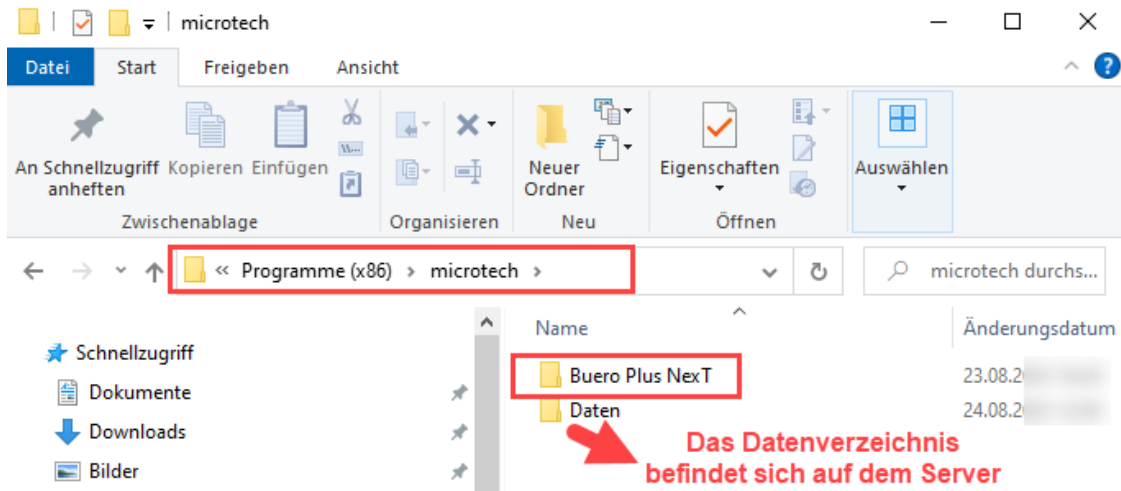 microtech
Datei Start Freigeben Ansicht
An Schnellzugriff anheften
Kopieren
Einfügen
Neuer Ordner
Eigenschaften
Auswählen
Zwischenablage Organisieren Neu Öffnen
« Programme (x86) > microtech >
microtech durchs...
Name Änderungsdatum
Schnellzugriff
Dokumente
Downloads
Bilder
Buero Plus NexT 23.08.2
Daten 24.08.2
Das Datenverzeichnis
befindet sich auf dem Server